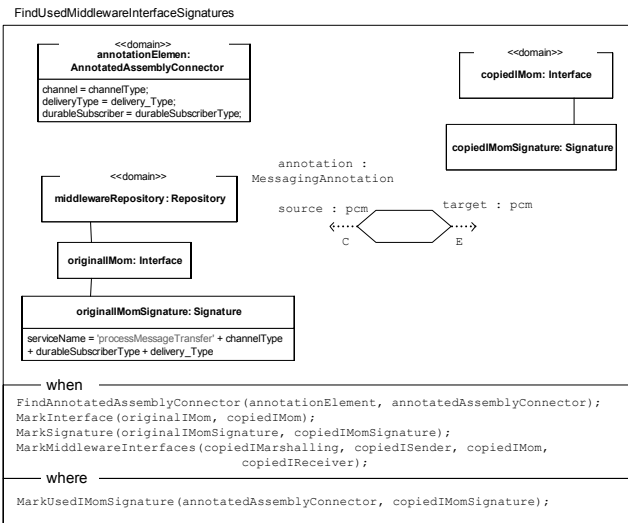 FindUsedMiddlewareInterfaceSignatures
<<domain>>
annotationElemen:
AnnotatedAssemblyConnector
channel = channelType;
deliveryType = delivery_Type;
durableSubscriber = durableSubscriberType;
<<domain>>
copiedIMom: Interface
copiedIMomSignature: Signature
annotation :
MessagingAnnotation
source : pcm
target : pcm
C
E
<<domain>>
middlewareRepository: Repository
originalIMom: Interface
originalIMomSignature: Signature
serviceName = 'processMessageTransfer' + channelType
+ durableSubscriberType + delivery_Type
when
FindAnnotatedAssemblyConnector(annotationElement, annotatedAssemblyConnector);
MarkInterface(originalIMom, copiedIMom);
MarkSignature(originalIMomSignature, copiedIMomSignature);
MarkMiddlewareInterfaces(copiedIMarshalling, copiedISender, copiedIMom,
copiedIReceiver);
where
MarkUsedIMomSignature(annotatedAssemblyConnector, copiedIMomSignature);